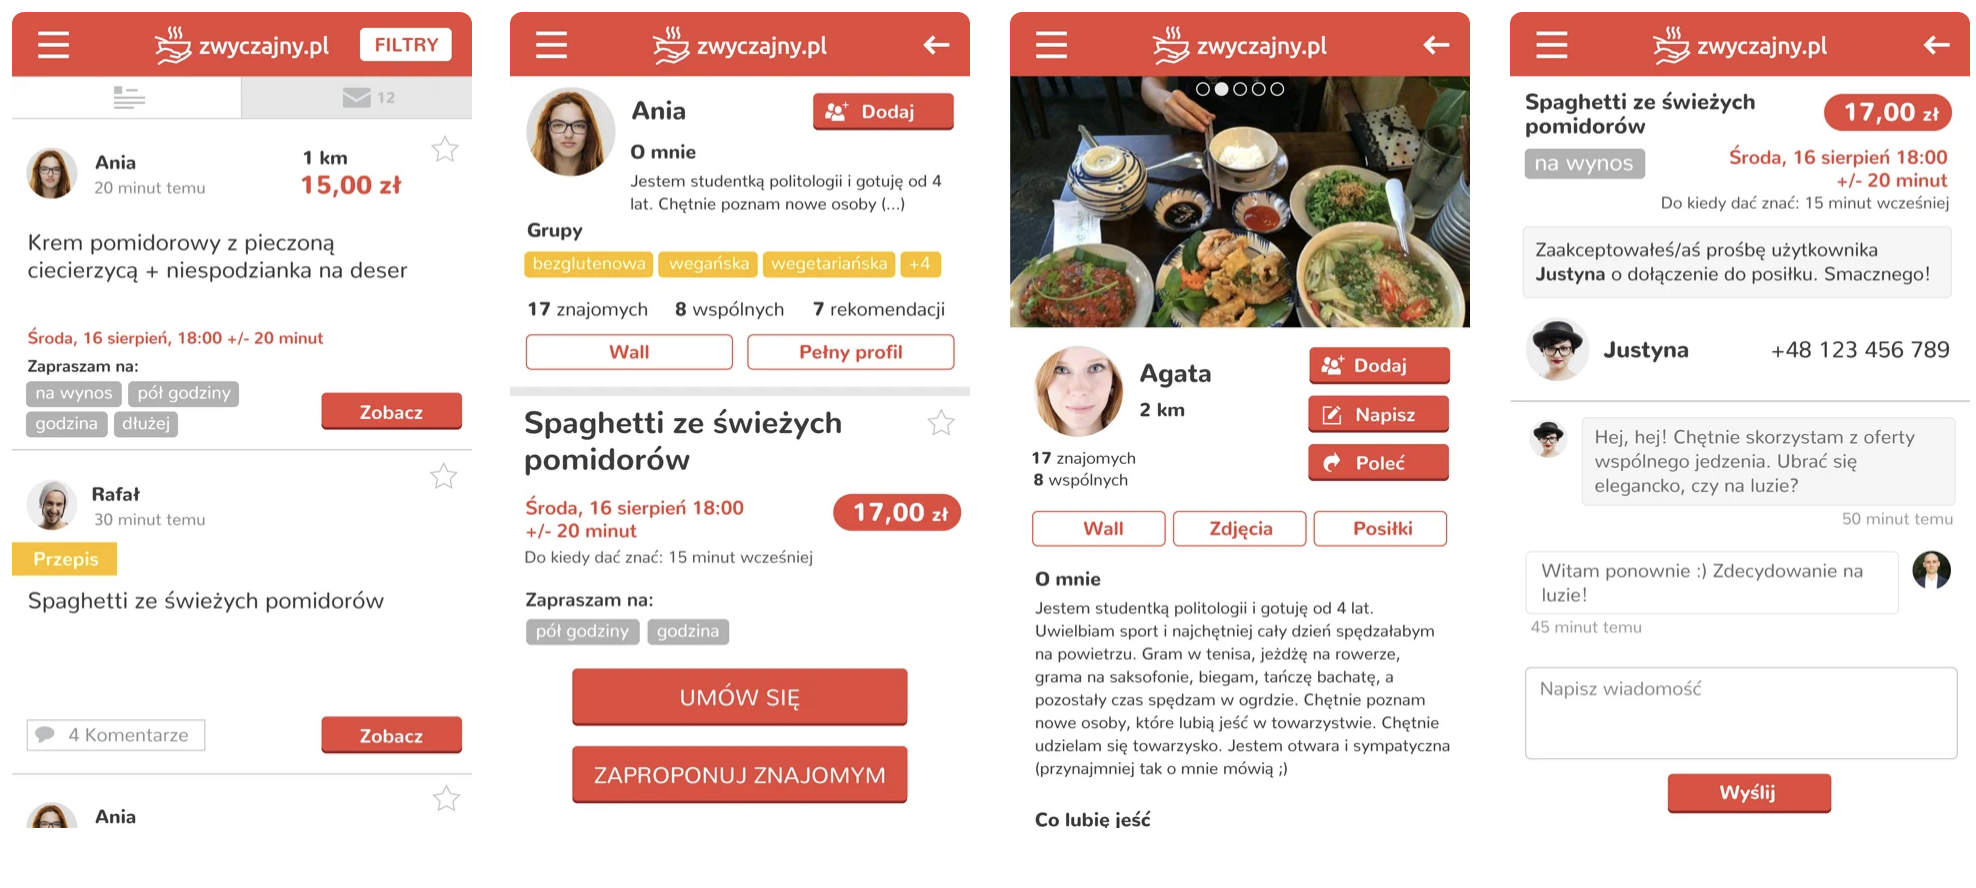 zwyczajny.pl
FILTRY
12
Ania
20 minut temu
1 km
15,00 zł
Krem pomidorowy z pieczoną
ciecierzycą + niespodzianka na deser
Środa, 16 sierpień, 18:00 +/- 20 minut
Zapraszam na:
na wynos pół godziny
godzina dłużej
Zobacz
Rafał
30 minut temu
Przepis
Spaghetti ze świeżych pomidorów
4 Komentarze
Zobacz
Ania
zwyczajny.pl
Ania
Dodaj
O mnie
Jestem studentką politologii i gotuję od 4
lat. Chętnie poznam nowe osoby (...)
Grupy
bezglutenowa wegańska wegetariańska +4
17 znajomych 8 wspólnych 7 rekomendacji
Wall Pełny profil
Spaghetti ze świeżych
pomidorów
Środa, 16 sierpień 18:00
+/- 20 minut
17,00 zł
Do kiedy dać znać: 15 minut wcześniej
Zapraszam na:
pół godziny godzina
UMÓW SIĘ
ZAPROPONUJ ZNAJOMYM
zwyczajny.pl
Agata
2 km
17 znajomych
8 wspólnych
Dodaj
Napisz
Poleć
Wall Zdjęcia Posiłki
O mnie
Jestem studentką politologii i gotuję od 4 lat.
Uwielbiam sport i najchętniej cały dzień spędzałabym
na powietrzu. Gram w tenisa, jeżdżę na rowerze,
grama na saksofonie, biegam, tańczę bachatę, a
pozostały czas spędzam w ogrdzie. Chętnie poznam
nowe osoby, które lubią jeść w towarzystwie. Chętnie
udzielam się towarzysko. Jestem otwara i sympatyczna
(przynajmniej tak o mnie mówią ;)
Co lubię jeść
zwyczajny.pl
Spaghetti ze świeżych
pomidorów
17,00 zł
na wynos
Środa, 16 sierpień 18:00
+/- 20 minut
Do kiedy dać znać: 15 minut wcześniej
Zaakceptowałeś/aś prośbę użytkownika
Justyna o dołączenie do posiłku. Smacznego!
Justyna +48 123 456 789
Hej, hej! Chętnie skorzystam z oferty
wspólnego jedzenia. Ubrać się
elegancko, czy na luzie?
50 minut temu
Witam ponownie :) Zdecydowanie na
luzie!
45 minut temu
Napisz wiadomość
Wyślij